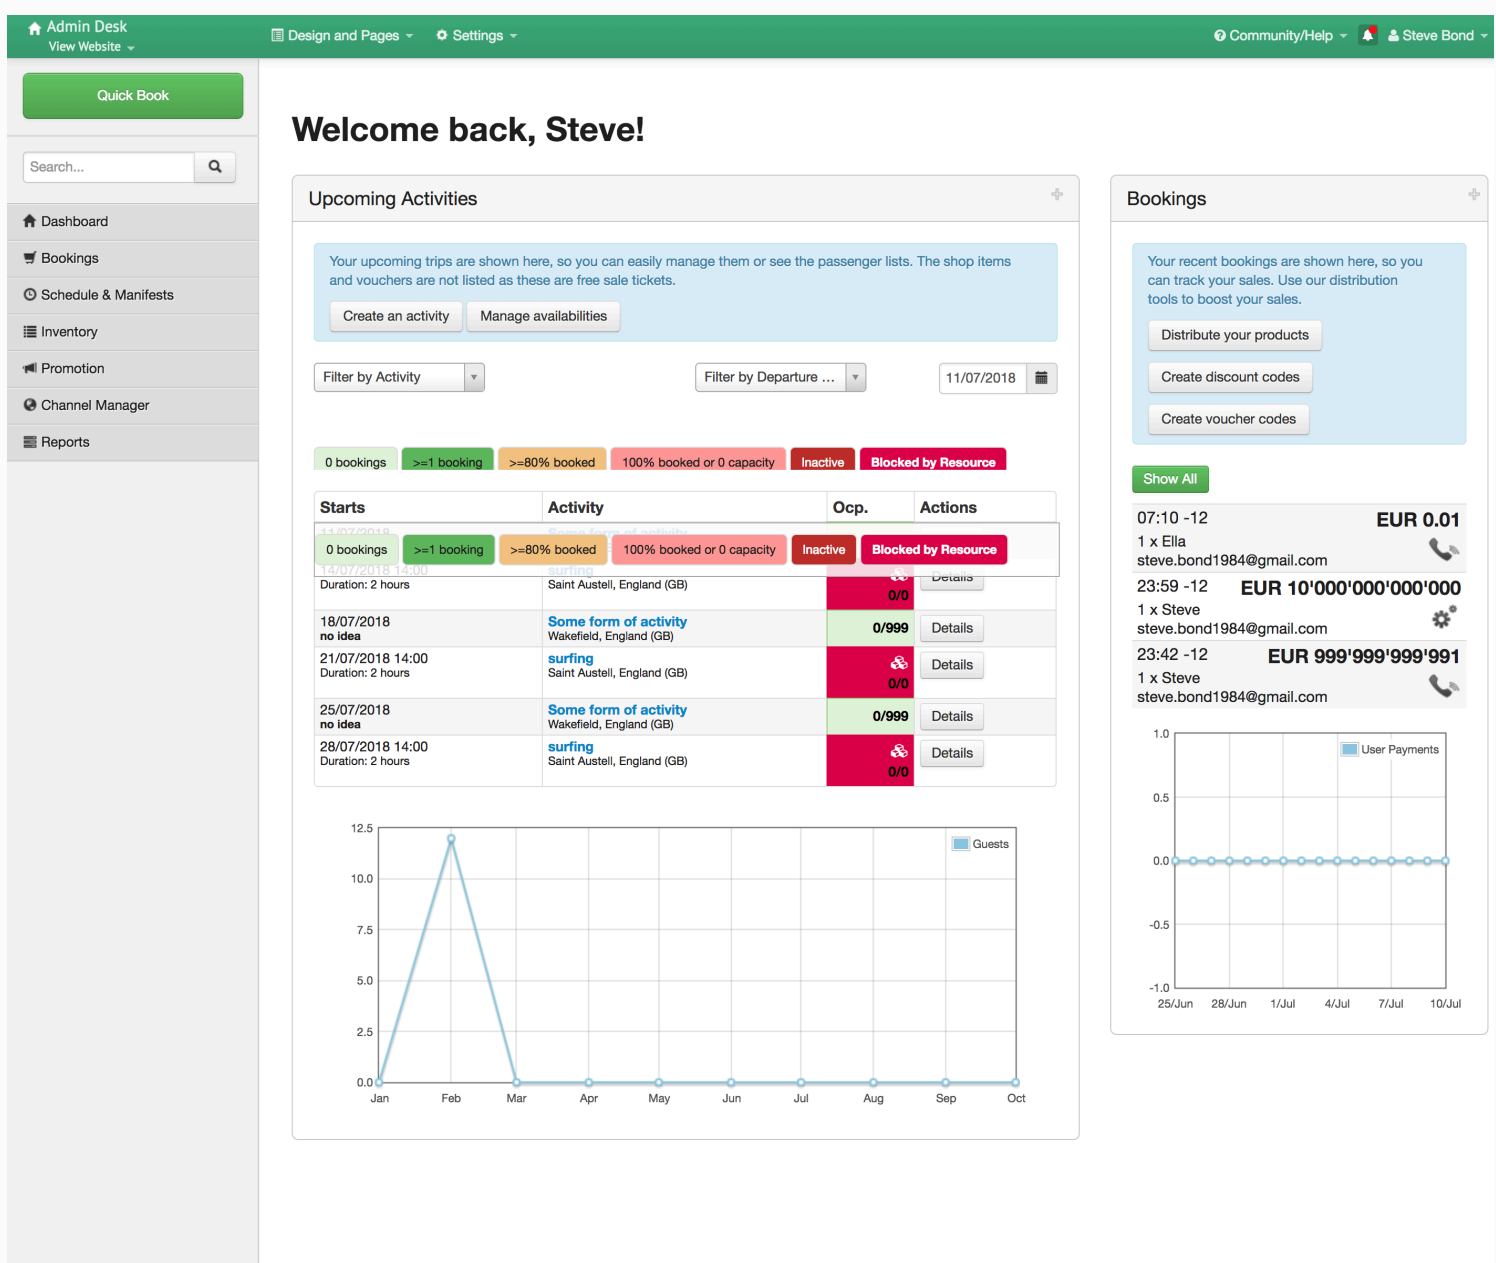 Admin Desk
View Website
Design and Pages
Settings
Community/Help
Steve Bond
Quick Book
Search...
Dashboard
Bookings
Schedule & Manifests
Inventory
Promotion
Channel Manager
Reports
Welcome back, Steve!
Upcoming Activities
Your upcoming trips are shown here, so you can easily manage them or see the passenger lists. The shop items
and vouchers are not listed as these are free sale tickets.
Create an activity
Manage availabilities
Filter by Activity
Filter by Departure ...
11/07/2018
0 bookings
>=1 booking
>=80% booked
100% booked or 0 capacity
Inactive
Blocked by Resource
Starts Activity Ocp. Actions
11/07/2018 Some form of activity
0 bookings
>=1 booking
>=80% booked
100% booked or 0 capacity
Inactive
Blocked by Resource
14/07/2018 14:00 surfing Details
Duration: 2 hours Saint Austell, England (GB)
0/0
18/07/2018 Some form of activity 0/999 Details
no idea Wakefield, England (GB)
21/07/2018 14:00 surfing Details
Duration: 2 hours Saint Austell, England (GB)
0/0
25/07/2018 Some form of activity 0/999 Details
no idea Wakefield, England (GB)
28/07/2018 14:00 surfing Details
Duration: 2 hours Saint Austell, England (GB)
0/0
12.5
10.0
7.5
5.0
2.5
0.0
Guests
Jan Feb Mar Apr May Jun Jul Aug Sep Oct
Bookings
Your recent bookings are shown here, so you
can track your sales. Use our distribution
tools to boost your sales.
Distribute your products
Create discount codes
Create voucher codes
Show All
07:10 -12 EUR 0.01
1 x Ella
steve.bond1984@gmail.com
23:59 -12 EUR 10'000'000'000'000
1 x Steve
steve.bond1984@gmail.com
23:42 -12 EUR 999'999'999'991
1 x Steve
steve.bond1984@gmail.com
1.0
0.5
0.0
-0.5
-1.0
User Payments
25/Jun 28/Jun 1/Jul 4/Jul 7/Jul 10/Jul